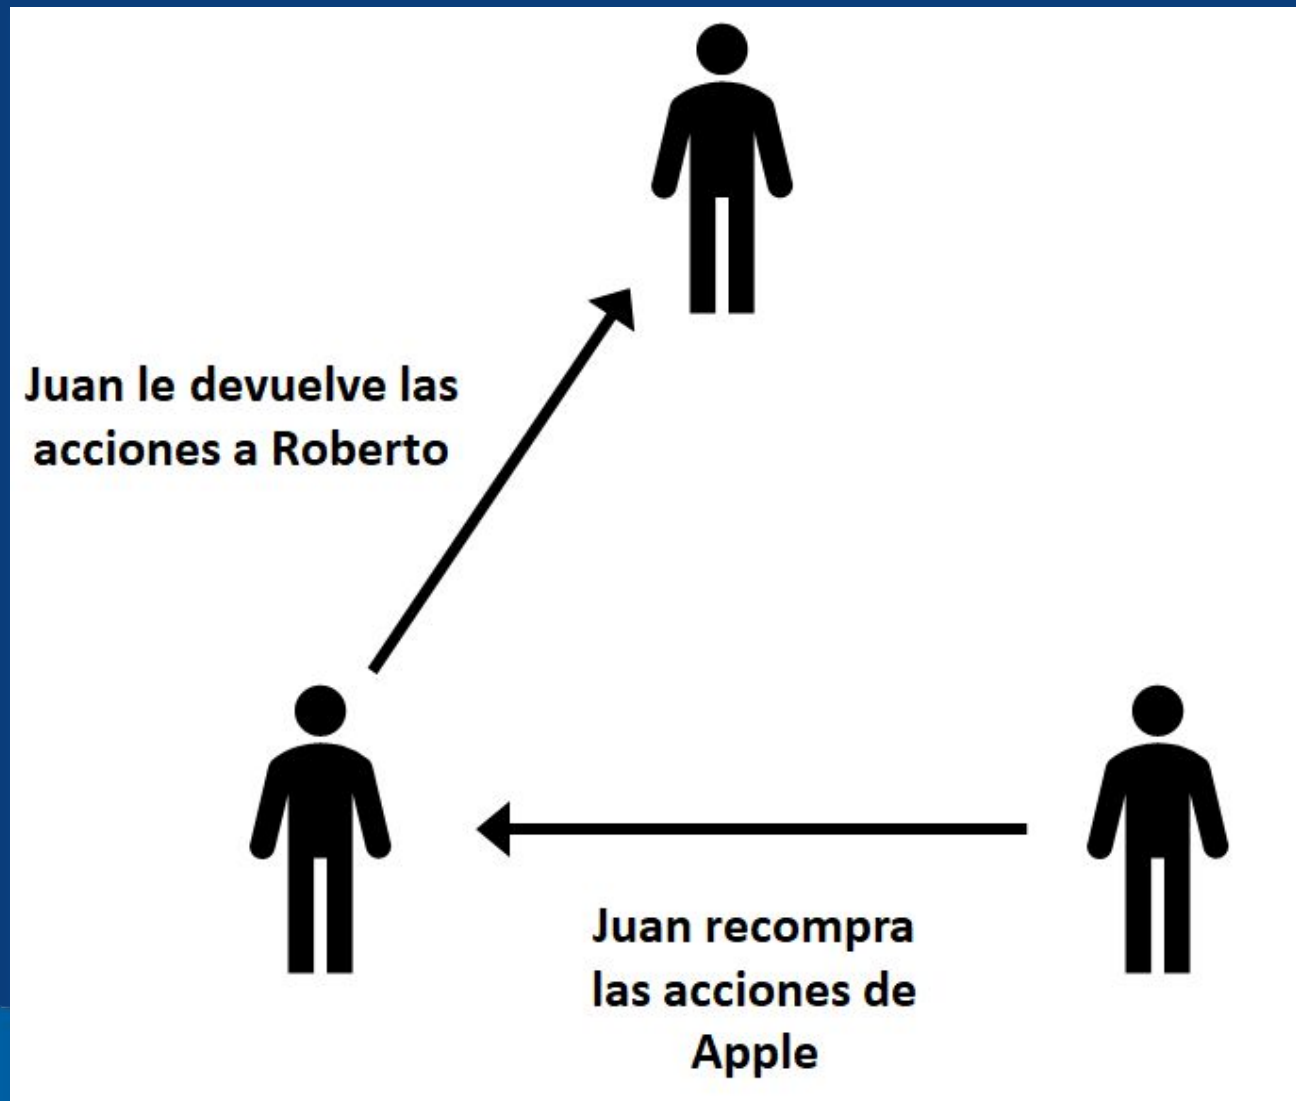 Juan le devuelve las
acciones a Roberto
Juan recompra
las acciones de
Apple